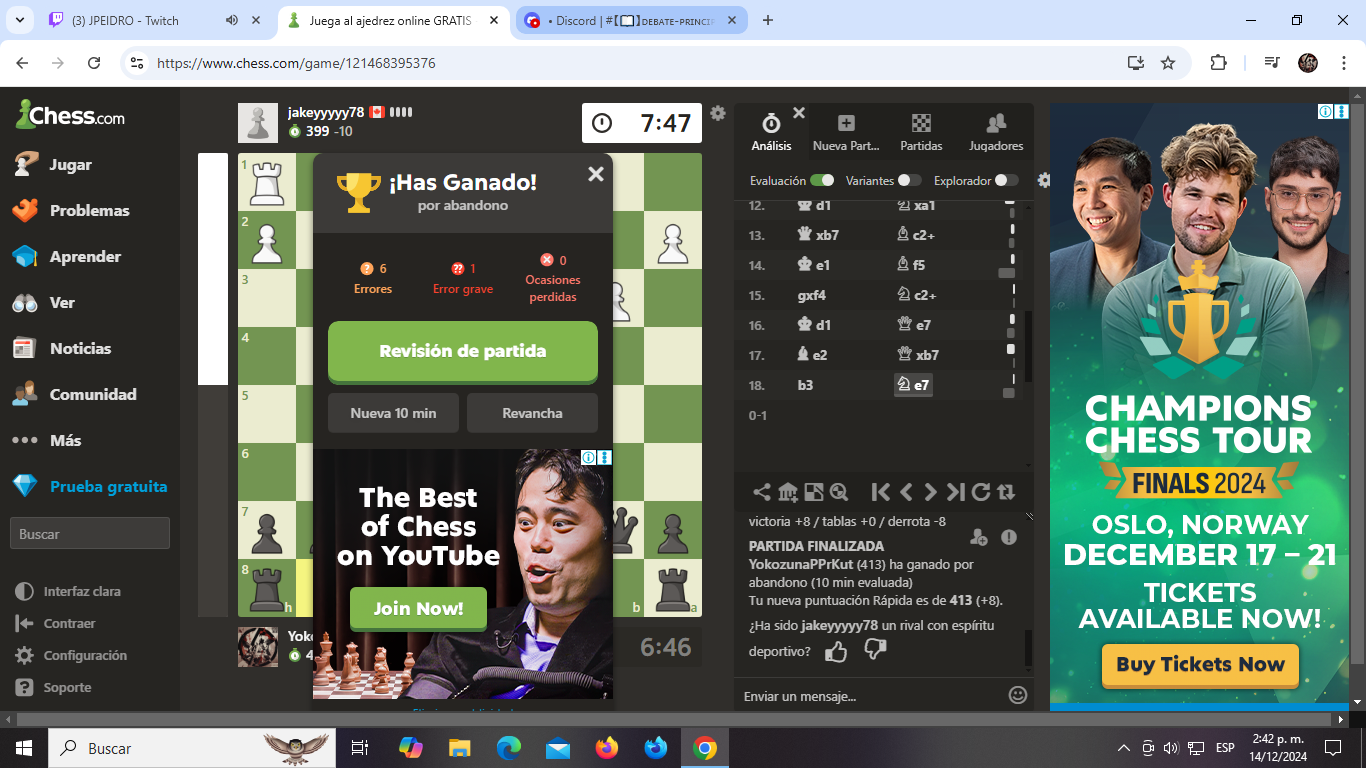 (3) JPEIDRO - Twitch
Juega al ajedrez online GRATIS
• Discord | #【📖】ᴅᴇʙᴀᴛᴇ-ᴘʀɪɴᴄɪᴘ
https://www.chess.com/game/121468395376
Chess.com
Jugar
Problemas
Aprender
Ver
Noticias
Comunidad
Más
Prueba gratuita
Buscar
Interfaz clara
Contraer
Configuración
Soporte
jakeyyyyy78
399 -10
7:47
1
2
3
4
5
6
7
8
h
b
a
¡Has Ganado!
por abandono
6
Errores
1
Error grave
0
Ocasiones
perdidas
Revisión de partida
Nueva 10 min
Revancha
The Best
of Chess
on YouTube
Join Now!
Yoko
4
6:46
Análisis
Nueva Part...
Partidas
Jugadores
Evaluación
Variantes
Explorador
12. ♚d1 ♘xa1
13. ♛xb7 ♗c2+
14. ♚e1 ♗f5
15. gxf4 ♘c2+
16. ♚d1 ♕e7
17. ♝e2 ♕xb7
18. b3 ♘e7
0-1
victoria +8 / tablas +0 / derrota -8
PARTIDA FINALIZADA
YokozunaPPrKut (413) ha ganado por
abandono (10 min evaluada)
Tu nueva puntuación Rápida es de 413 (+8).
¿Ha sido jakeyyyyy78 un rival con espíritu
deportivo?
Enviar un mensaje...
CHAMPIONS
CHESS TOUR
FINALS 2024
OSLO, NORWAY
DECEMBER 17 – 21
TICKETS
AVAILABLE NOW!
Buy Tickets Now
Buscar
ESP
2:42 p. m.
14/12/2024